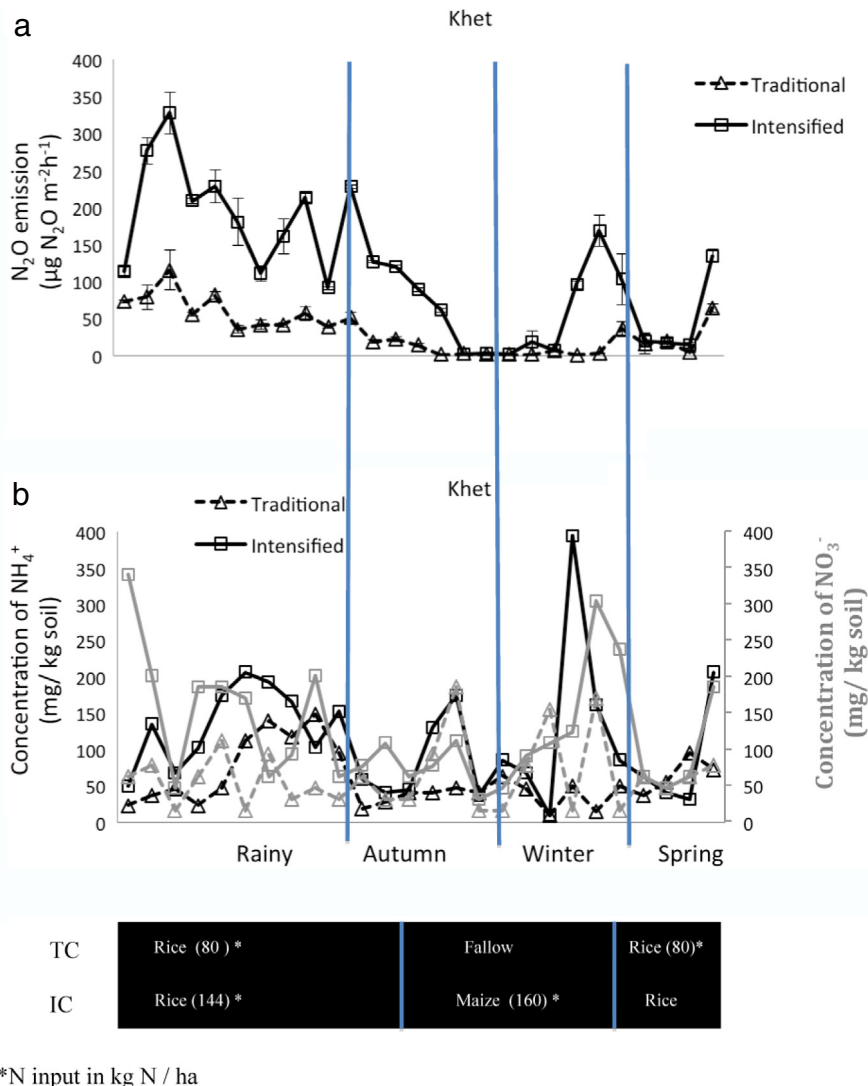 a
Khet
400
350
300
250
200
150
100
50
0
N₂O emission
(µg N₂O m⁻²h⁻¹)
Traditional
Intensified
b
Khet
Traditional
Intensified
400
350
300
250
200
150
100
50
0
Concentration of NH₄⁺
(mg/ kg soil)
400
350
300
250
200
150
100
50
0
Concentration of NO₃⁻
(mg/ kg soil)
Rainy Autumn Winter Spring
TC Rice (80 ) * Fallow Rice (80)*
IC Rice (144) * Maize (160) * Rice
*N input in kg N / ha